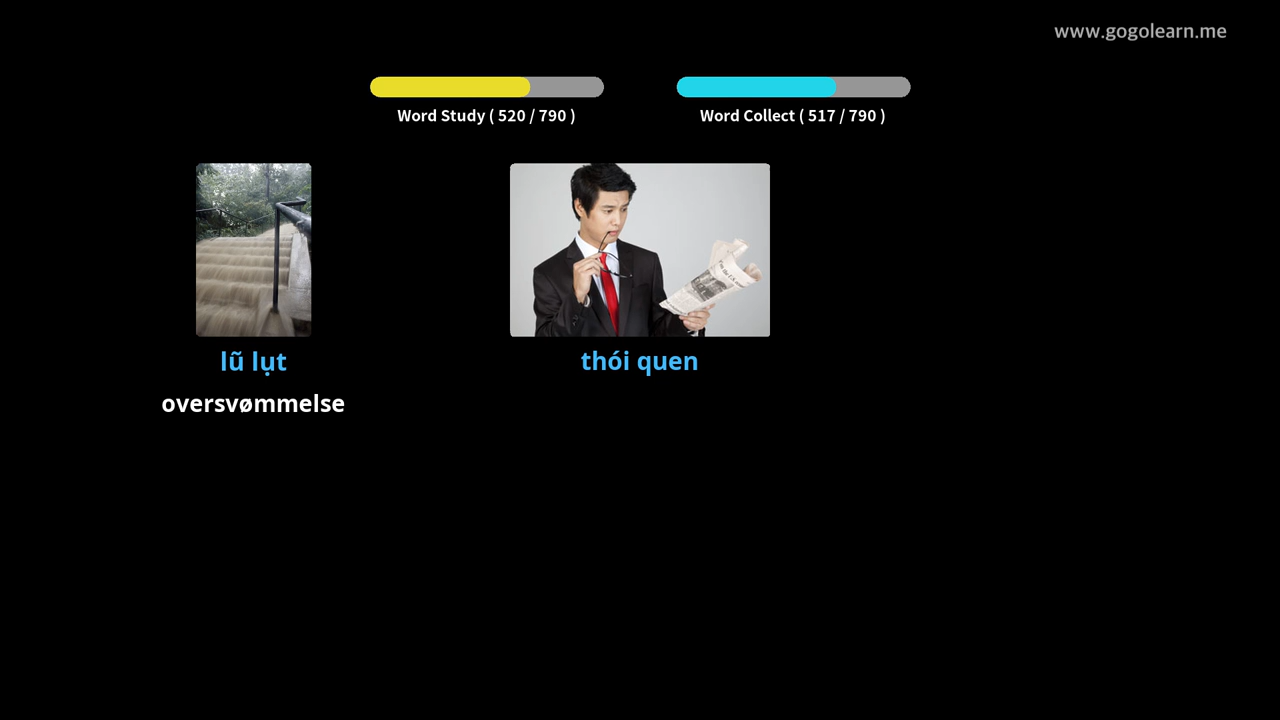 www.gogolearn.me
Word Study ( 520 / 790 )
Word Collect ( 517 / 790 )
lũ lụt
thói quen
oversvømmelse